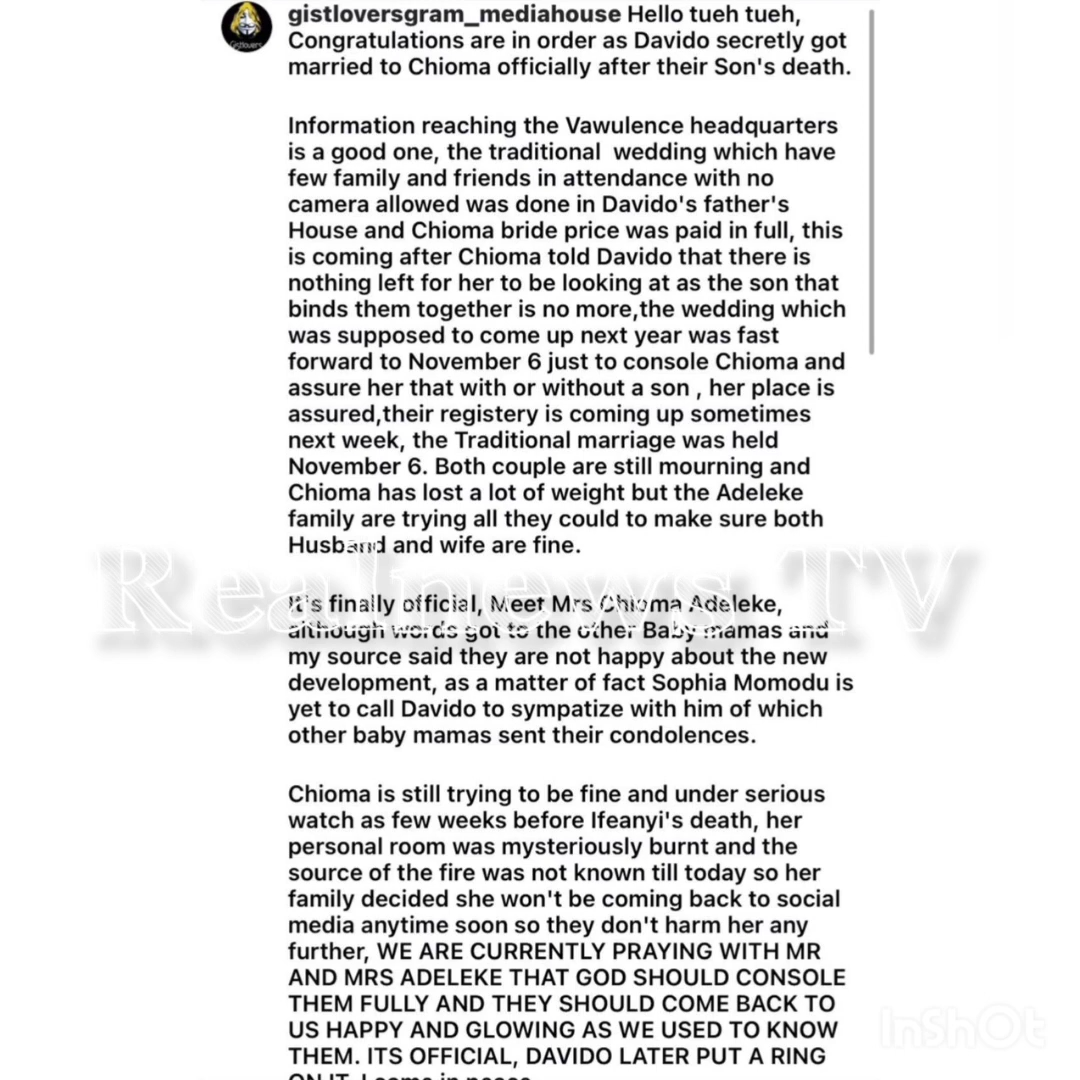 gistloversgram_mediahouse Hello tueh tueh,
Congratulations are in order as Davido secretly got
married to Chioma officially after their Son's death.
Information reaching the Vawulence headquarters
is a good one, the traditional wedding which have
few family and friends in attendance with no
camera allowed was done in Davido's father's
House and Chioma bride price was paid in full, this
is coming after Chioma told Davido that there is
nothing left for her to be looking at as the son that
binds them together is no more,the wedding which
was supposed to come up next year was fast
forward to November 6 just to console Chioma and
assure her that with or without a son , her place is
assured,their registery is coming up sometimes
next week, the Traditional marriage was held
November 6. Both couple are still mourning and
Chioma has lost a lot of weight but the Adeleke
family are trying all they could to make sure both
Husband and wife are fine.
Realnews TV
It's finally official, Meet Mrs Chioma Adeleke,
although words got to the other Baby mamas and
my source said they are not happy about the new
development, as a matter of fact Sophia Momodu is
yet to call Davido to sympatize with him of which
other baby mamas sent their condolences.
Chioma is still trying to be fine and under serious
watch as few weeks before Ifeanyi's death, her
personal room was mysteriously burnt and the
source of the fire was not known till today so her
family decided she won't be coming back to social
media anytime soon so they don't harm her any
further, WE ARE CURRENTLY PRAYING WITH MR
AND MRS ADELEKE THAT GOD SHOULD CONSOLE
THEM FULLY AND THEY SHOULD COME BACK TO
US HAPPY AND GLOWING AS WE USED TO KNOW
THEM. ITS OFFICIAL, DAVIDO LATER PUT A RING
InShOt